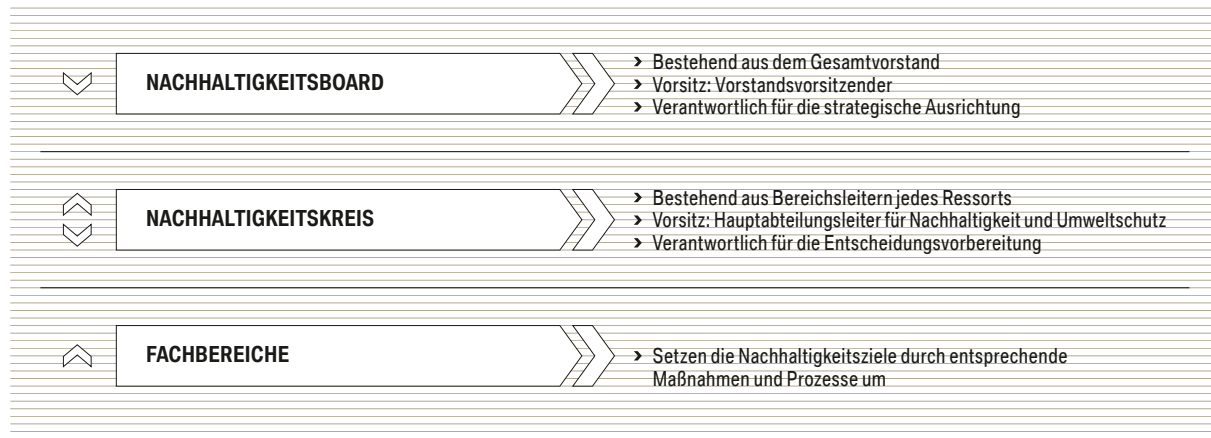 NACHHALTIGKEITSBOARD
› Bestehend aus dem Gesamtvorstand
› Vorsitz: Vorstandsvorsitzender
› Verantwortlich für die strategische Ausrichtung
NACHHALTIGKEITSKREIS
› Bestehend aus Bereichsleitern jedes Ressorts
› Vorsitz: Hauptabteilungsleiter für Nachhaltigkeit und Umweltschutz
› Verantwortlich für die Entscheidungsvorbereitung
FACHBEREICHE
› Setzen die Nachhaltigkeitsziele durch entsprechende
Maßnahmen und Prozesse um